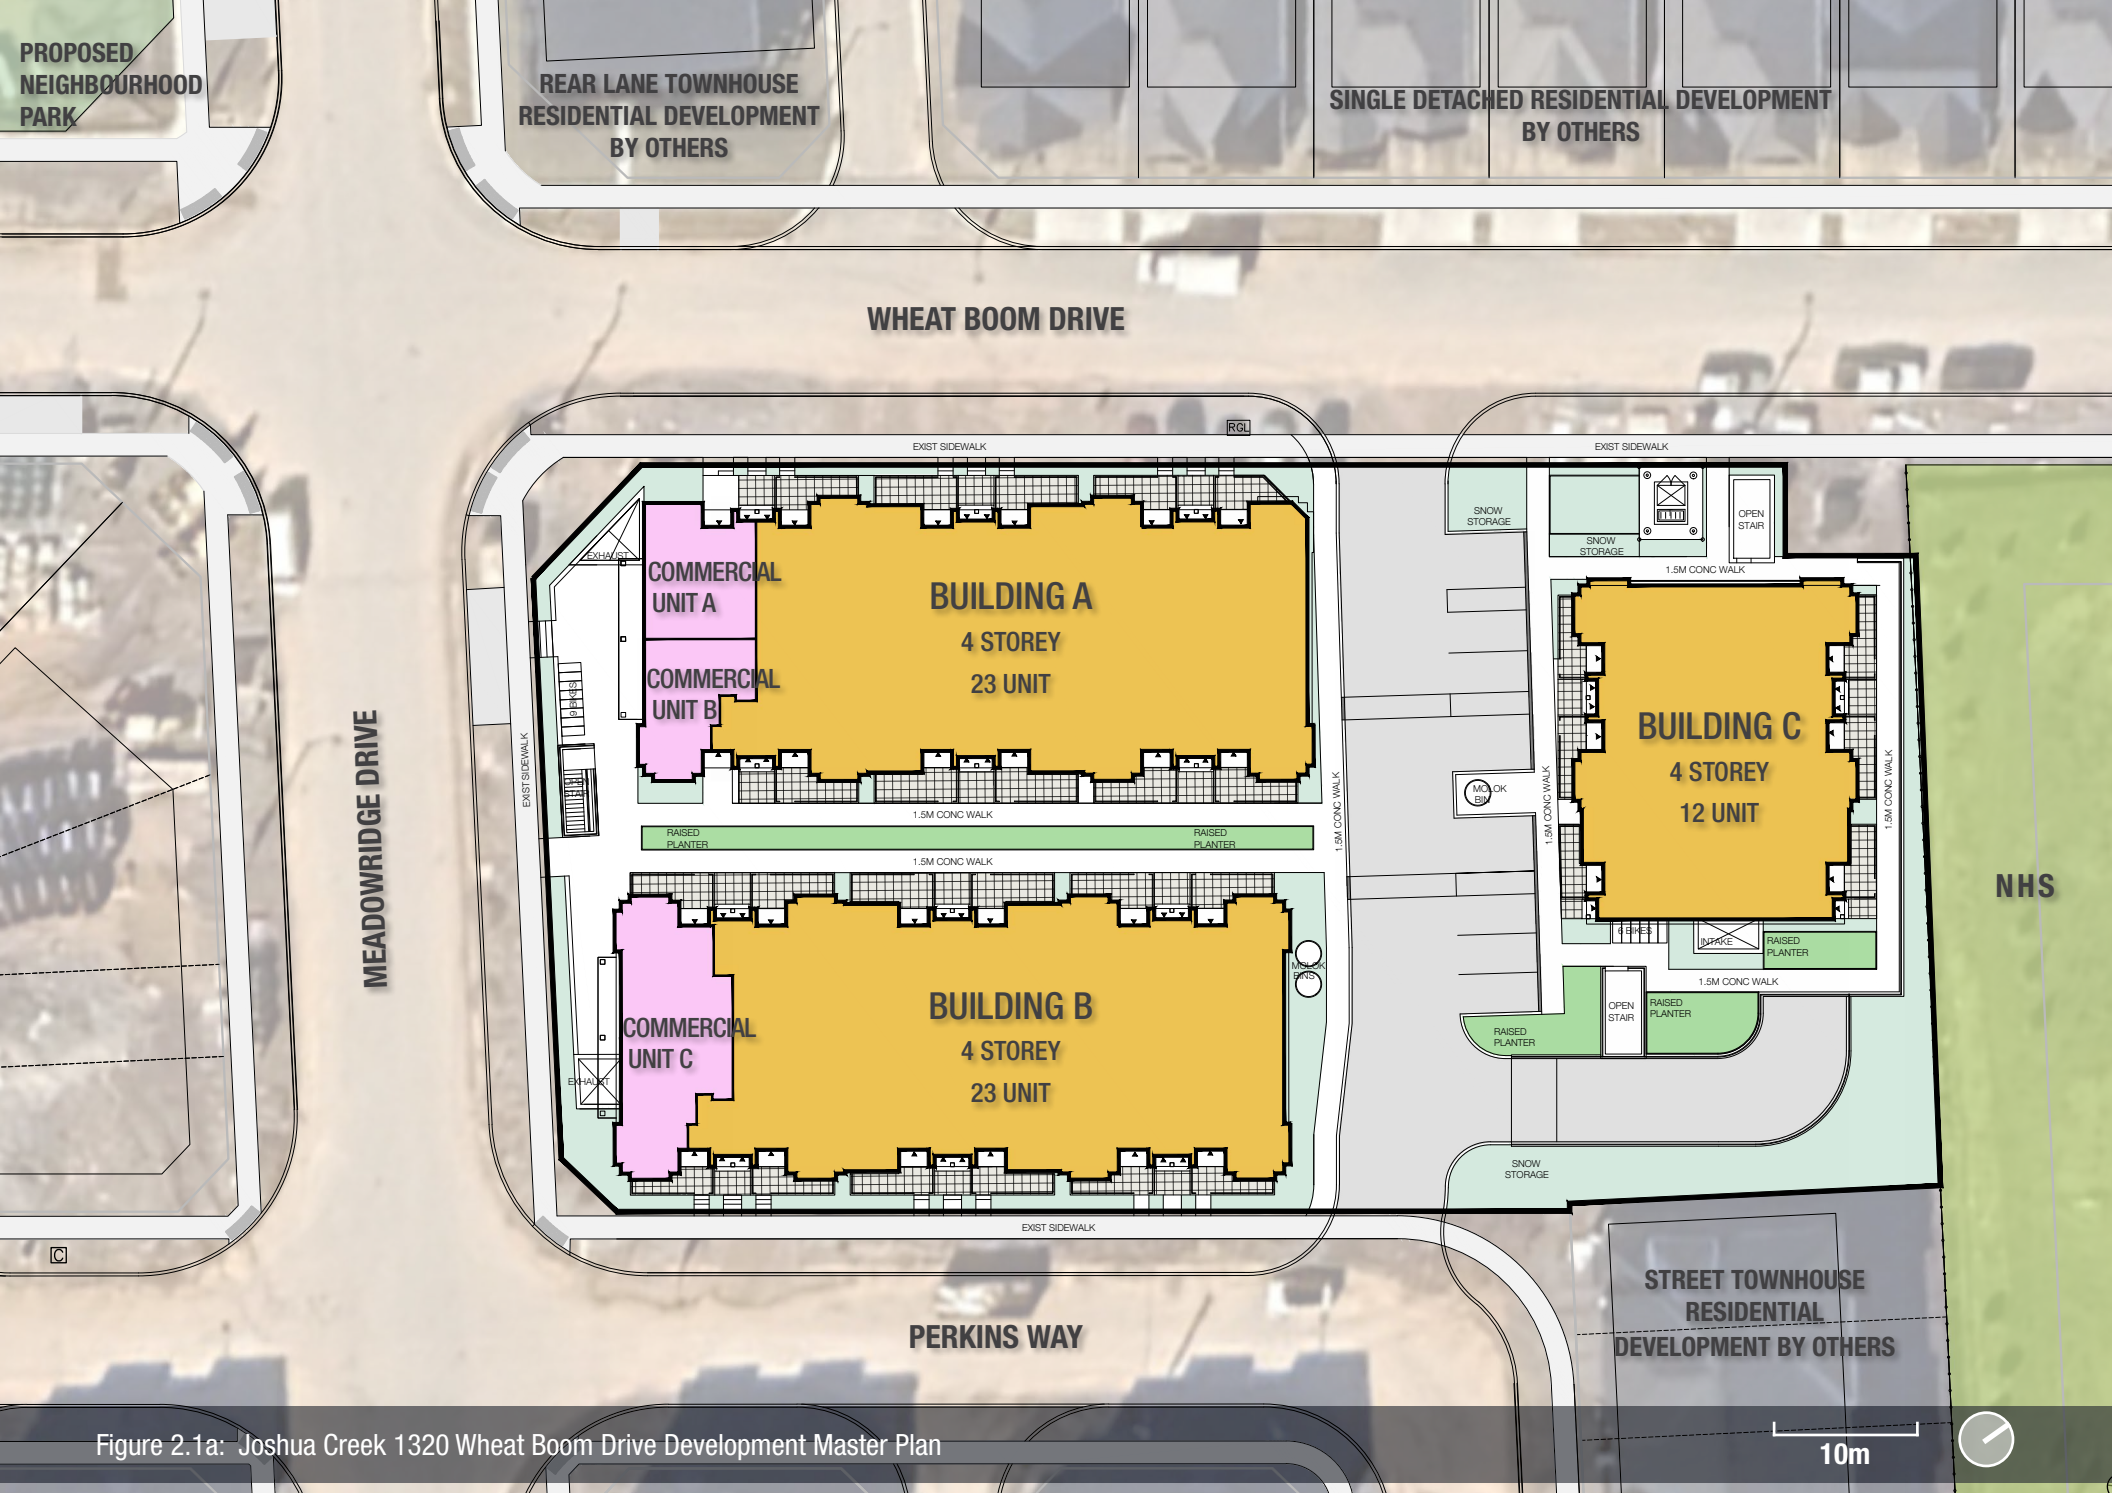 PROPOSED
NEIGHBOURHOOD
PARK
REAR LANE TOWNHOUSE
RESIDENTIAL DEVELOPMENT
BY OTHERS
SINGLE DETACHED RESIDENTIAL DEVELOPMENT
BY OTHERS
WHEAT BOOM DRIVE
RGL
EXIST SIDEWALK
EXIST SIDEWALK
SNOW
STORAGE
OPEN
STAIR
SNOW
STORAGE
1.5M CONC WALK
EXHAUST
COMMERCIAL
UNIT A
COMMERCIAL
UNIT B
BUILDING A
4 STOREY
23 UNIT
9 BIKES
OPEN
STAIR
EXIST SIDEWALK
MEADOWRIDGE DRIVE
1.5M CONC WALK
RAISED
PLANTER
RAISED
PLANTER
1.5M CONC WALK
1.5M CONC WALK
MOLOK
BIN
1.5M CONC WALK
BUILDING C
4 STOREY
12 UNIT
1.5M CONC WALK
NHS
6 BIKES
INTAKE
RAISED
PLANTER
1.5M CONC WALK
OPEN
STAIR
RAISED
PLANTER
RAISED
PLANTER
MOLOK
BINS
COMMERCIAL
UNIT C
EXHAUST
BUILDING B
4 STOREY
23 UNIT
SNOW
STORAGE
EXIST SIDEWALK
C
PERKINS WAY
STREET TOWNHOUSE
RESIDENTIAL
DEVELOPMENT BY OTHERS
Figure 2.1a: Joshua Creek 1320 Wheat Boom Drive Development Master Plan
10m